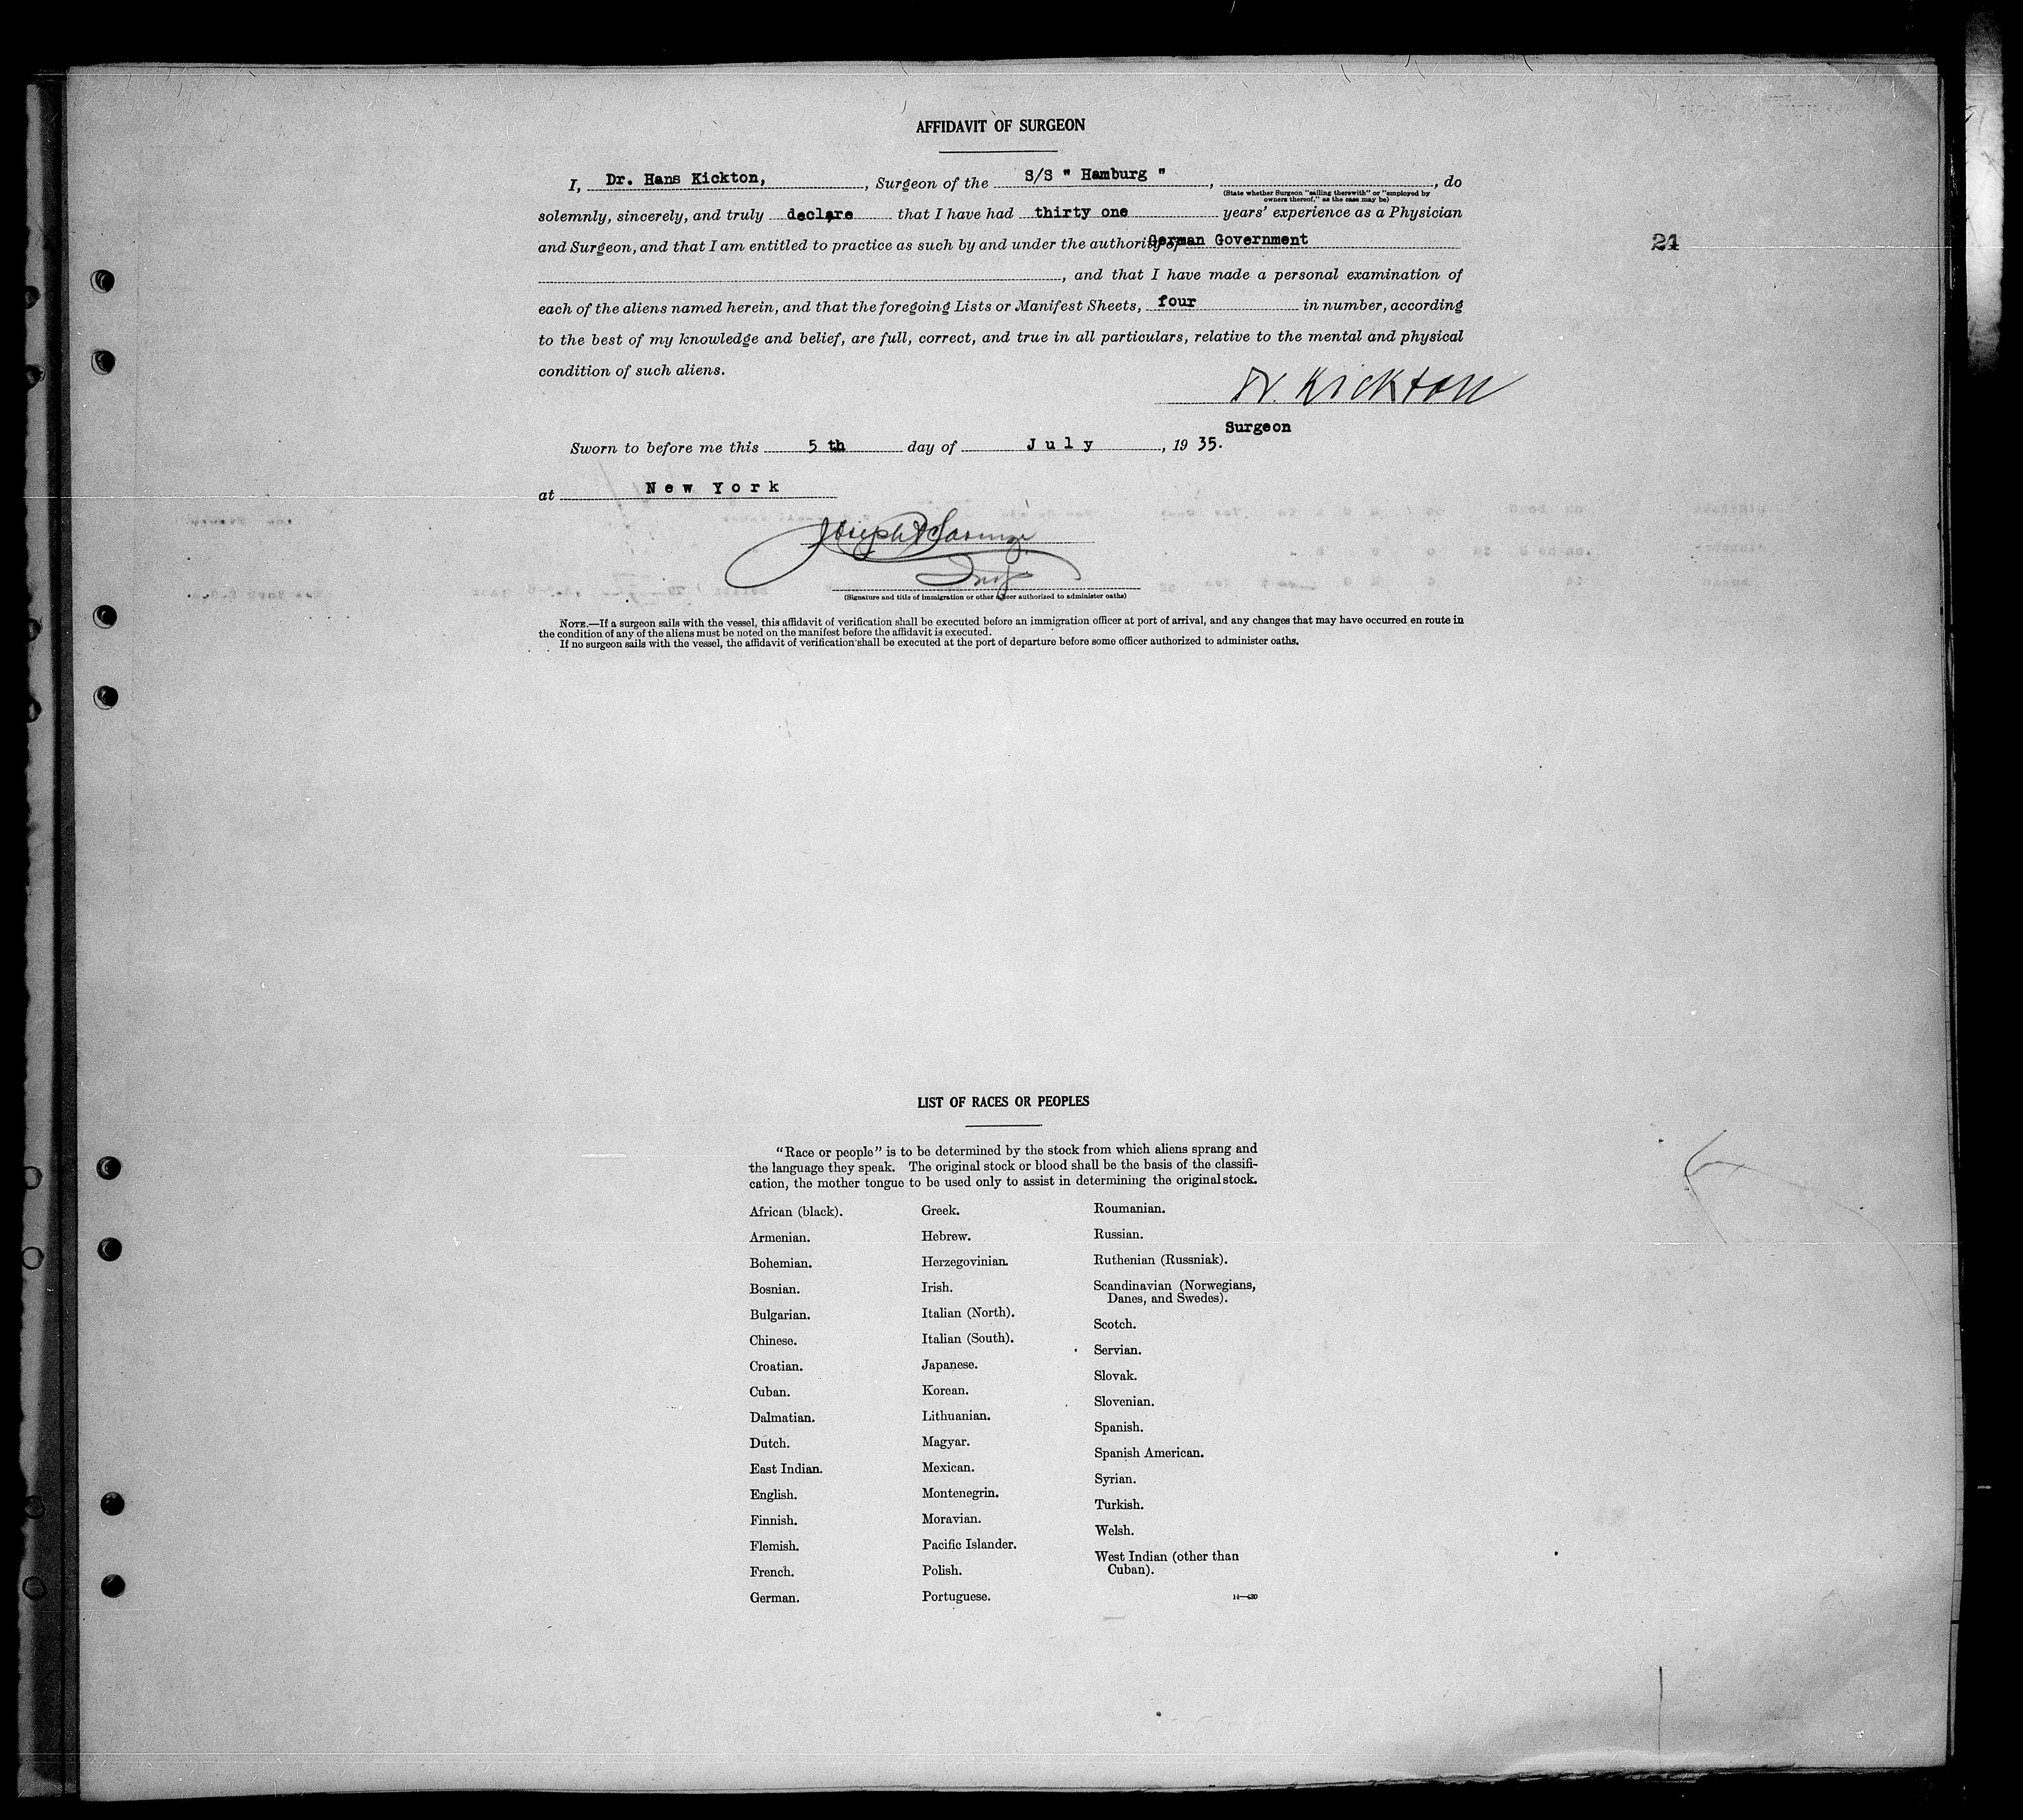 AFFIDAVIT OF SURGEON
I, Dr. Hans Kickton, , Surgeon of the S/S " Hamburg " , , do
(State whether Surgeon "sailing therewith" or "employed by
owners thereof," as the case may be)
solemnly, sincerely, and truly declare that I have had thirty one years' experience as a Physician
and Surgeon, and that I am entitled to practice as such by and under the authority of German Government
, and that I have made a personal examination of
each of the aliens named herein, and that the foregoing Lists or Manifest Sheets, four in number, according
to the best of my knowledge and belief, are full, correct, and true in all particulars, relative to the mental and physical
condition of such aliens.
Dr. Kickton
Surgeon
Sworn to before me this 5 th day of July , 19 35.
at New York
Joseph
Insp
(Signature and title of immigration or other officer authorized to administer oaths)
NOTE.—If a surgeon sails with the vessel, this affidavit of verification shall be executed before an immigration officer at port of arrival, and any changes that may have occurred en route in
the condition of any of the aliens must be noted on the manifest before the affidavit is executed.
If no surgeon sails with the vessel, the affidavit of verification shall be executed at the port of departure before some officer authorized to administer oaths.
21
LIST OF RACES OR PEOPLES
"Race or people" is to be determined by the stock from which aliens sprang and
the language they speak. The original stock or blood shall be the basis of the classifi-
cation, the mother tongue to be used only to assist in determining the original stock.
African (black).
Armenian.
Bohemian.
Bosnian.
Bulgarian.
Chinese.
Croatian.
Cuban.
Dalmatian.
Dutch.
East Indian.
English.
Finnish.
Flemish.
French.
German.
Greek.
Hebrew.
Herzegovinian.
Irish.
Italian (North).
Italian (South).
Japanese.
Korean.
Lithuanian.
Magyar.
Mexican.
Montenegrin.
Moravian.
Pacific Islander.
Polish.
Portuguese.
Roumanian.
Russian.
Ruthenian (Russniak).
Scandinavian (Norwegians,
Danes, and Swedes).
Scotch.
Servian.
Slovak.
Slovenian.
Spanish.
Spanish American.
Syrian.
Turkish.
Welsh.
West Indian (other than
Cuban).
14—430